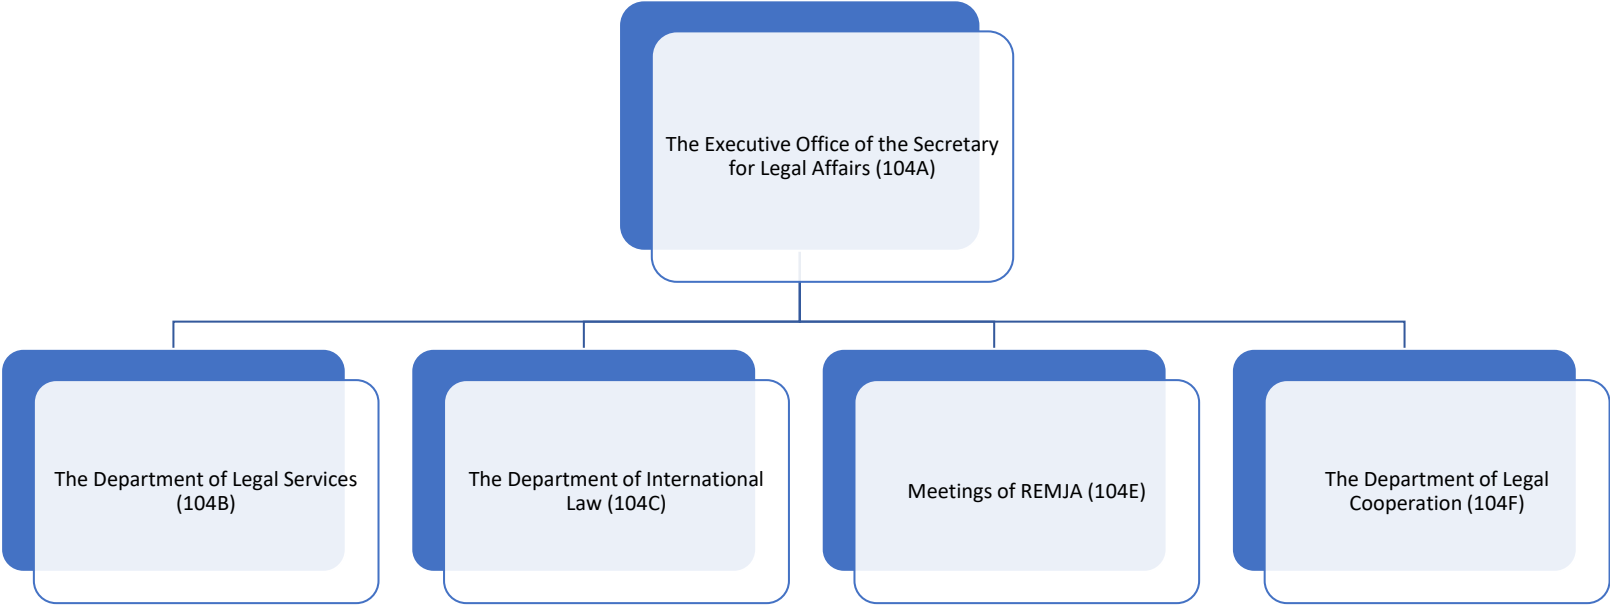 The Executive Office of the Secretary
for Legal Affairs (104A)
The Department of Legal Services
(104B)
The Department of International
Law (104C)
Meetings of REMJA (104E)
The Department of Legal
Cooperation (104F)